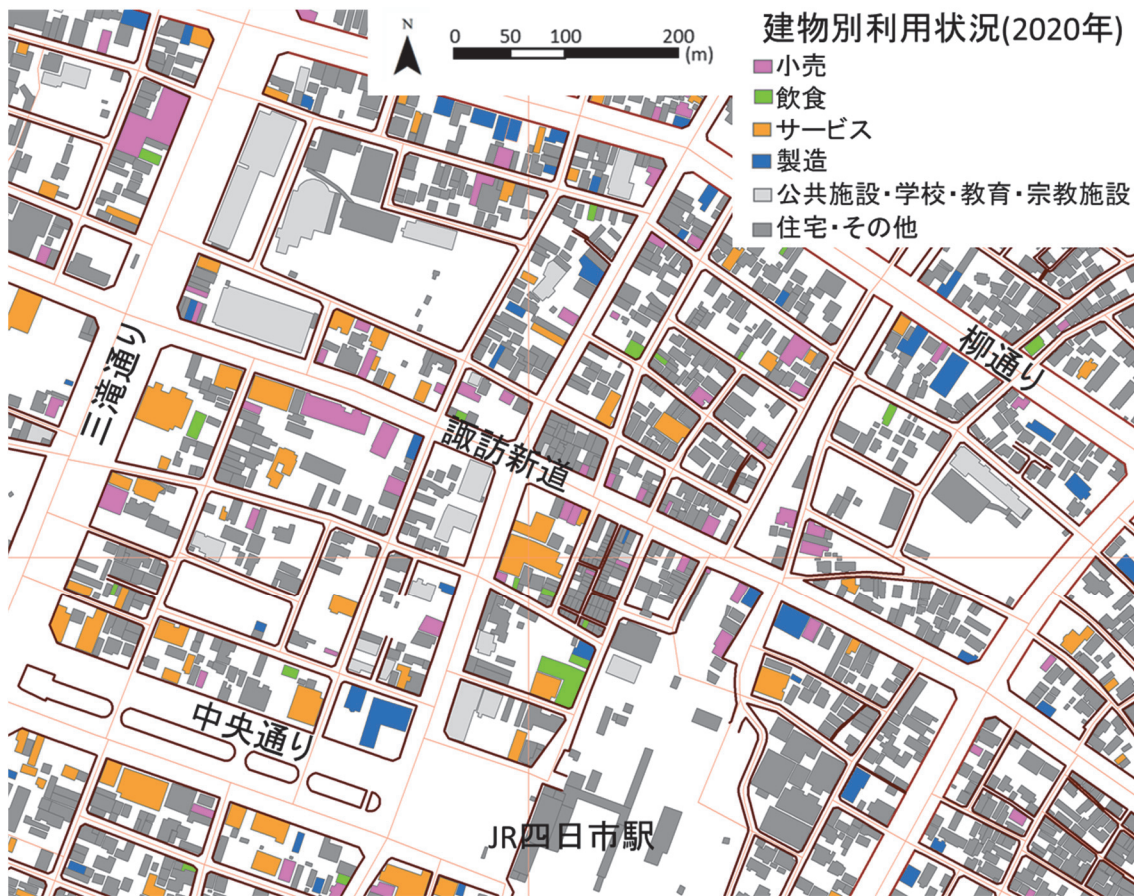 N
0 50 100 200
(m)
建物別利用状況(2020年)
小売
飲食
サービス
製造
公共施設・学校・教育・宗教施設
住宅・その他
三滝通り
柳通り
諏訪新道
中央通り
JR四日市駅